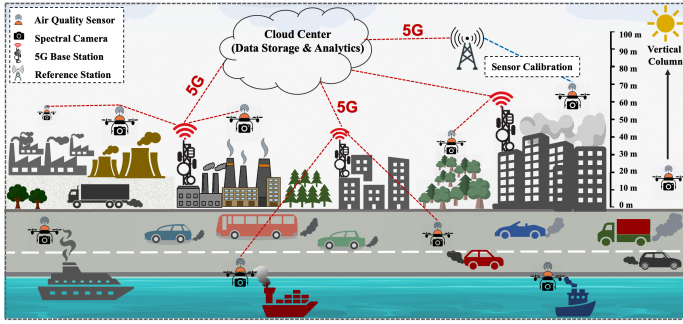 Air Quality Sensor
Spectral Camera
5G Base Station
Reference Station
Cloud Center
(Data Storage & Analytics)
5G
5G
5G
Sensor Calibration
100 m
90 m
80 m
70 m
60 m
50 m
40 m
30 m
20 m
10 m
0 m
Vertical
Column